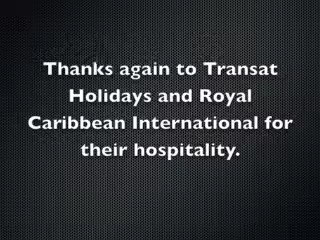 Thanks again to Transat
Holidays and Royal
Caribbean International for
their hospitality.